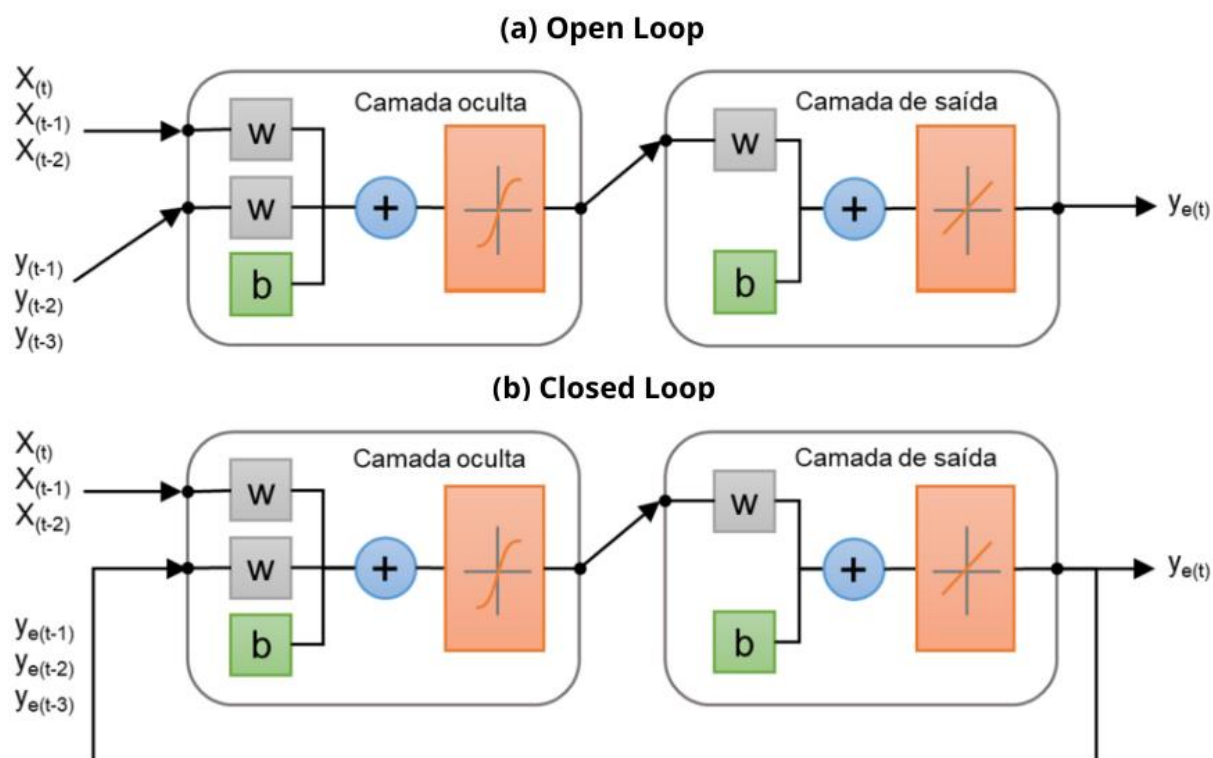 (a) Open Loop
X(t)
X(t-1)
X(t-2)
y(t-1)
y(t-2)
y(t-3)
Camada oculta
w
w
b
+
Camada de saída
w
b
+
ye(t)
(b) Closed Loop
X(t)
X(t-1)
X(t-2)
ye(t-1)
ye(t-2)
ye(t-3)
Camada oculta
w
w
b
+
Camada de saída
w
b
+
ye(t)